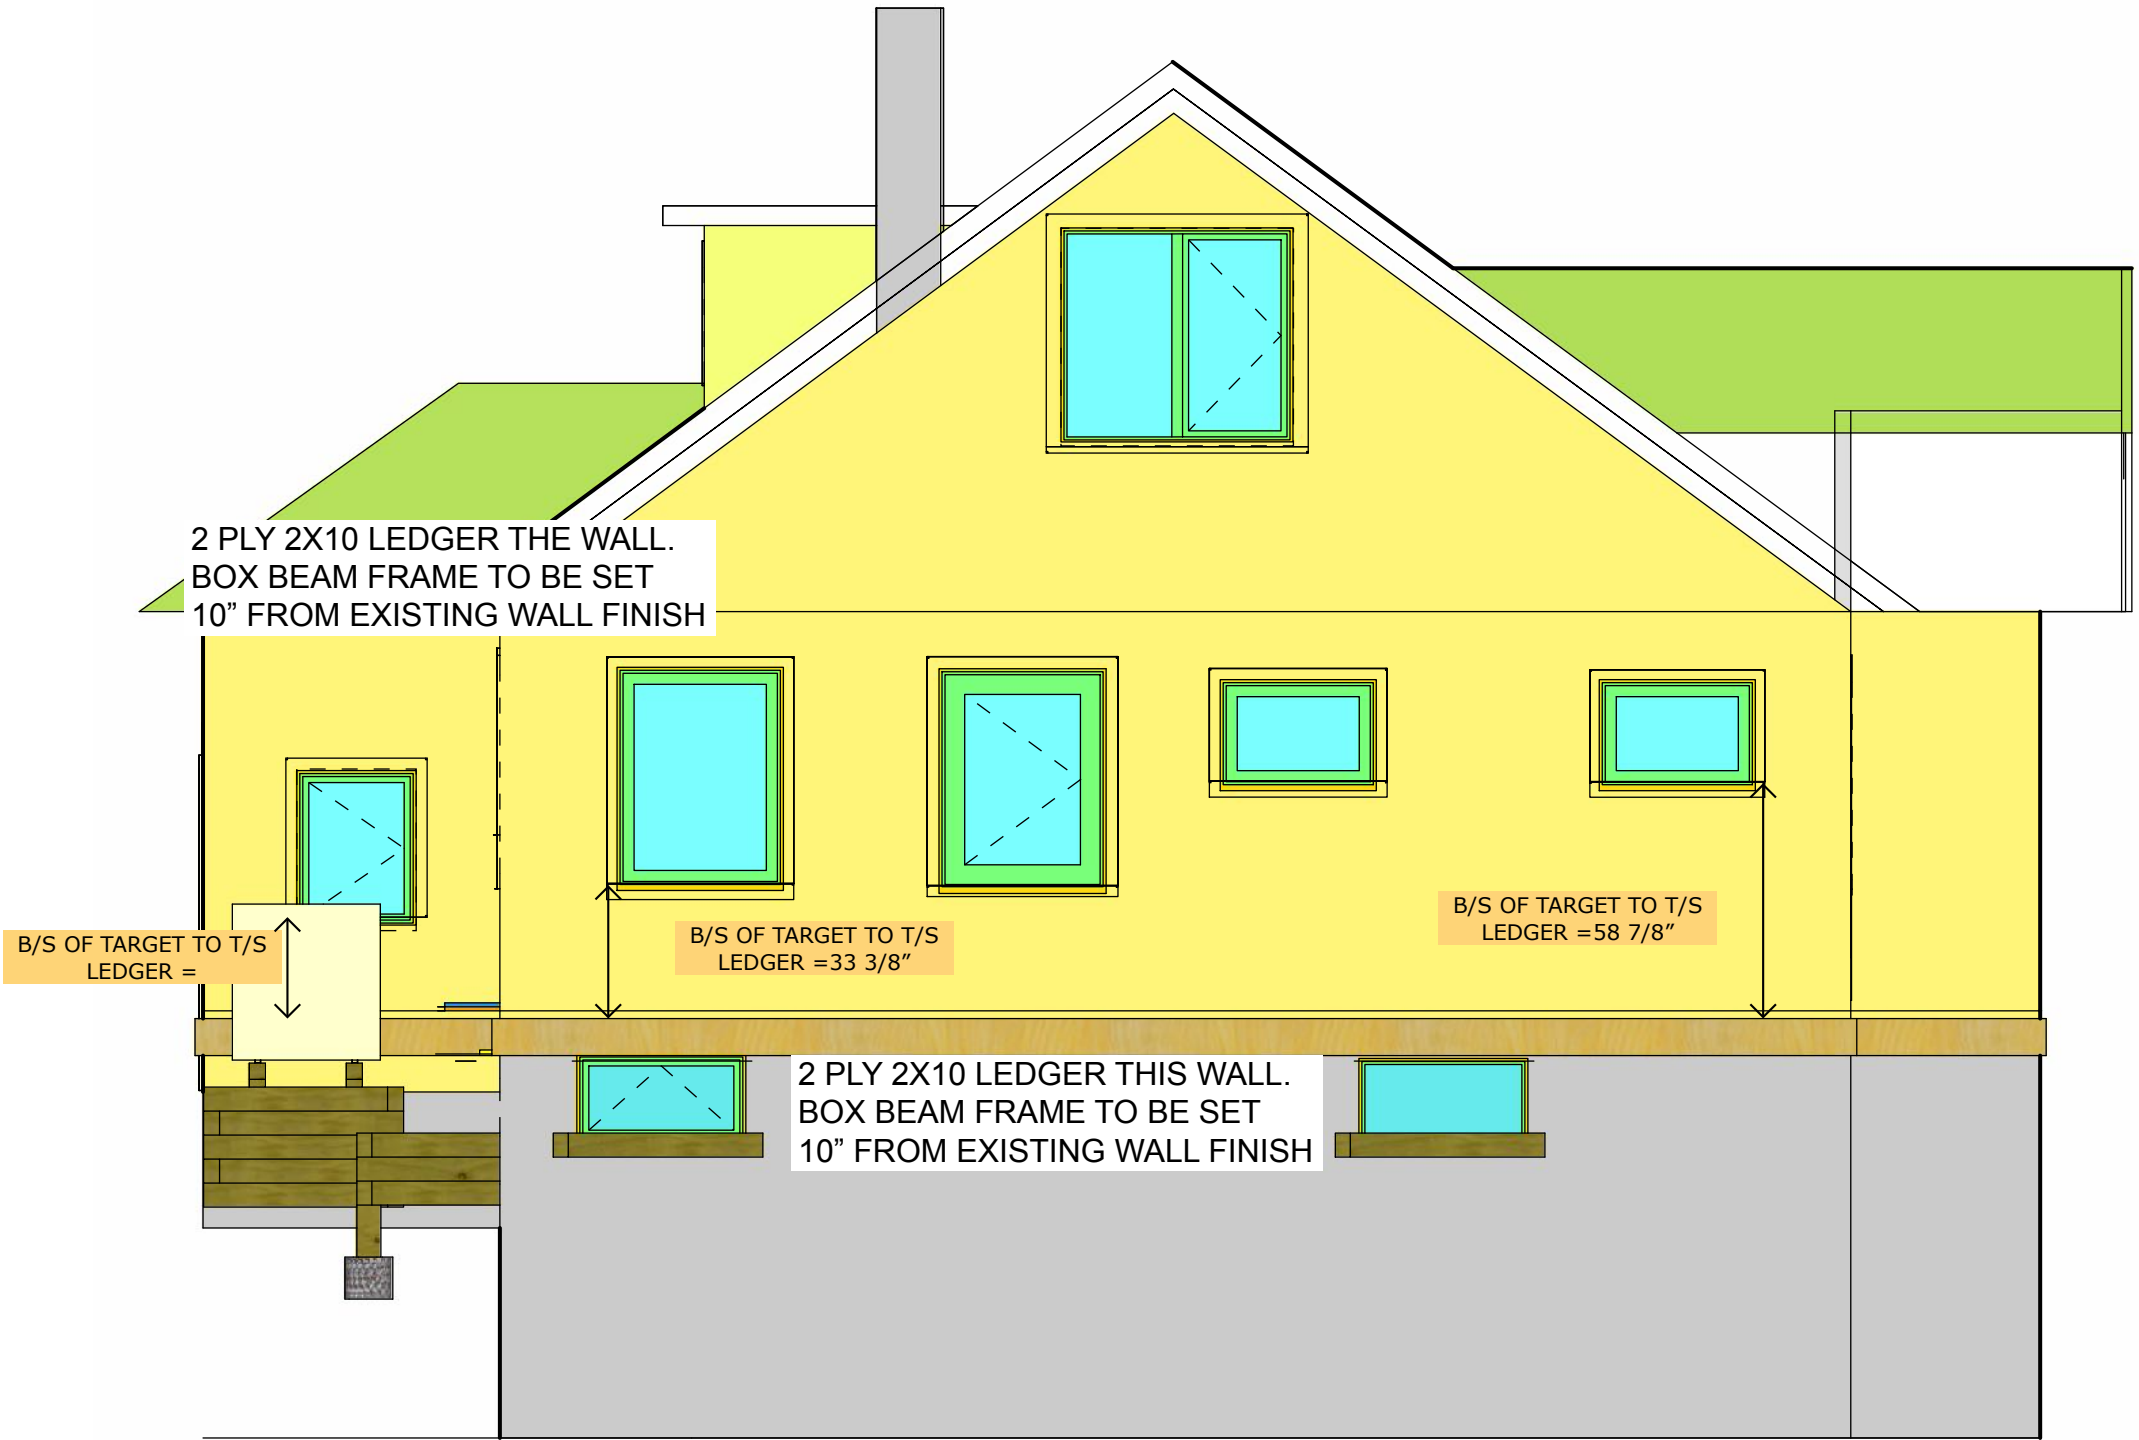 2 PLY 2X10 LEDGER THE WALL.
BOX BEAM FRAME TO BE SET
10” FROM EXISTING WALL FINISH
B/S OF TARGET TO T/S
LEDGER =
B/S OF TARGET TO T/S
LEDGER =33 3/8”
B/S OF TARGET TO T/S
LEDGER =58 7/8”
2 PLY 2X10 LEDGER THIS WALL.
BOX BEAM FRAME TO BE SET
10” FROM EXISTING WALL FINISH